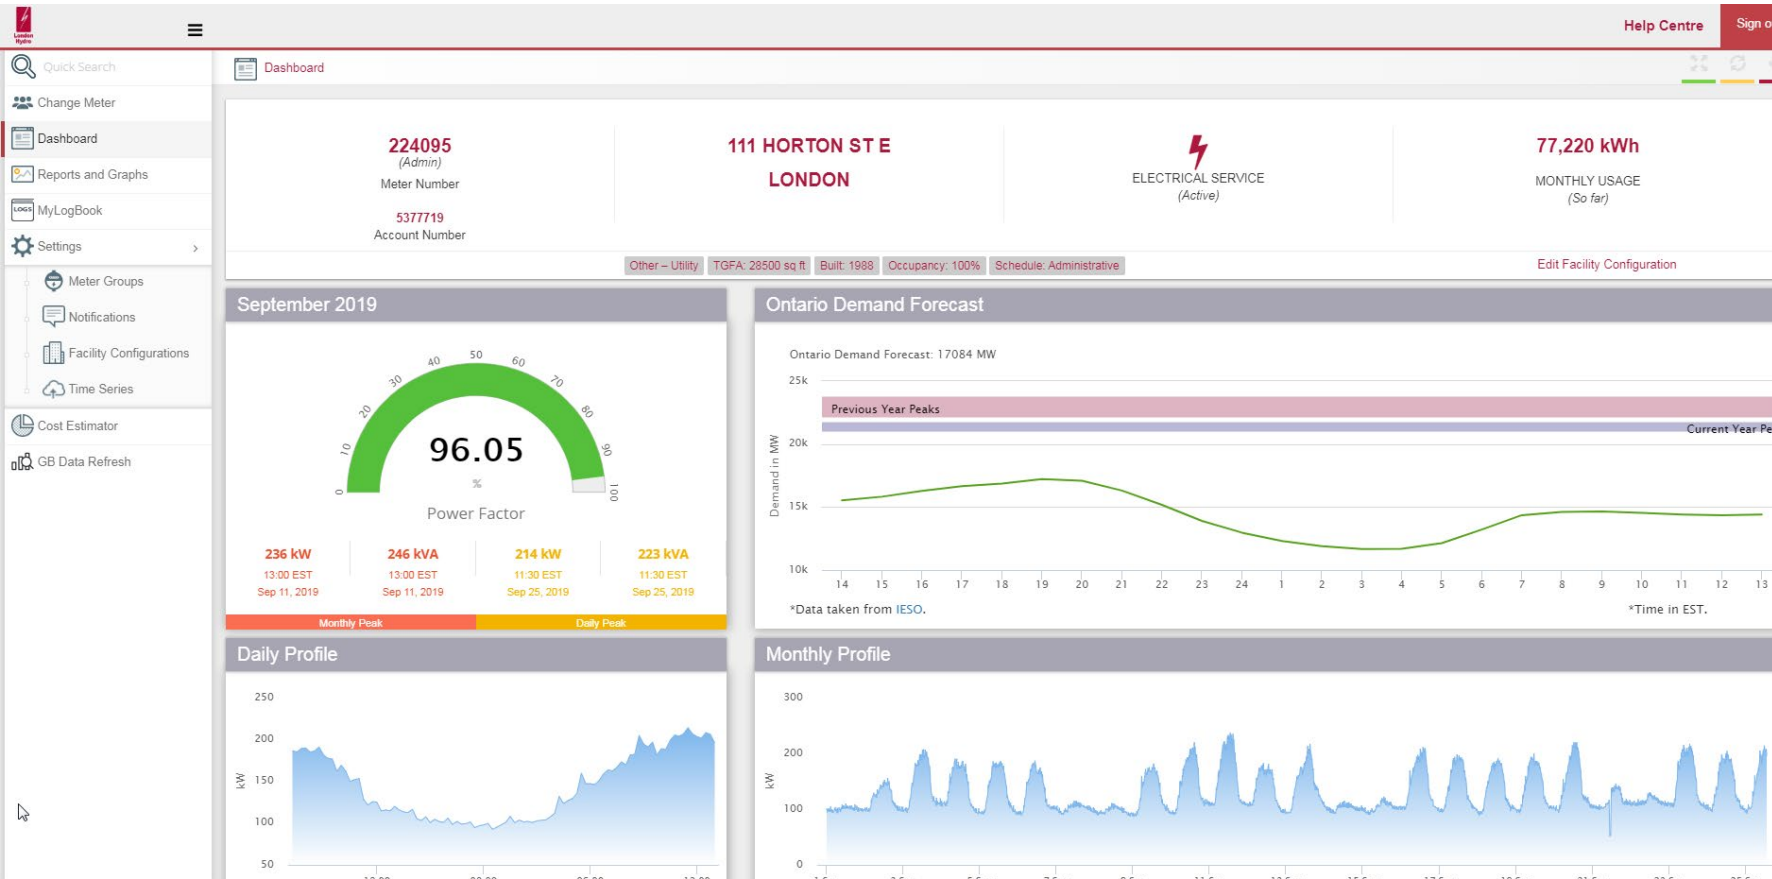 London
Hydro
Help Centre
Sign o
Quick Search
Change Meter
Dashboard
Reports and Graphs
LOGS
MyLogBook
Settings
Meter Groups
Notifications
Facility Configurations
Time Series
Cost Estimator
GB Data Refresh
Dashboard
224095
(Admin)
Meter Number
5377719
Account Number
111 HORTON ST E
LONDON
ELECTRICAL SERVICE
(Active)
77,220 kWh
MONTHLY USAGE
(So far)
Other – Utility TGFA: 28500 sq ft Built: 1988 Occupancy: 100% Schedule: Administrative
Edit Facility Configuration
September 2019
0 10 20 30 40 50 60 70 80 90 100
96.05
%
Power Factor
236 kW 246 kVA 214 kW 223 kVA
13:00 EST 13:00 EST 11:30 EST 11:30 EST
Sep 11, 2019 Sep 11, 2019 Sep 25, 2019 Sep 25, 2019
Monthly Peak Daily Peak
Ontario Demand Forecast
Ontario Demand Forecast: 17084 MW
25k
Previous Year Peaks
Current Year Pe
20k
Demand in MW
15k
10k
14 15 16 17 18 19 20 21 22 23 24 1 2 3 4 5 6 7 8 9 10 11 12 13
*Data taken from IESO.
*Time in EST.
Daily Profile
250
200
kW
150
100
50
Monthly Profile
300
200
kW
100
0